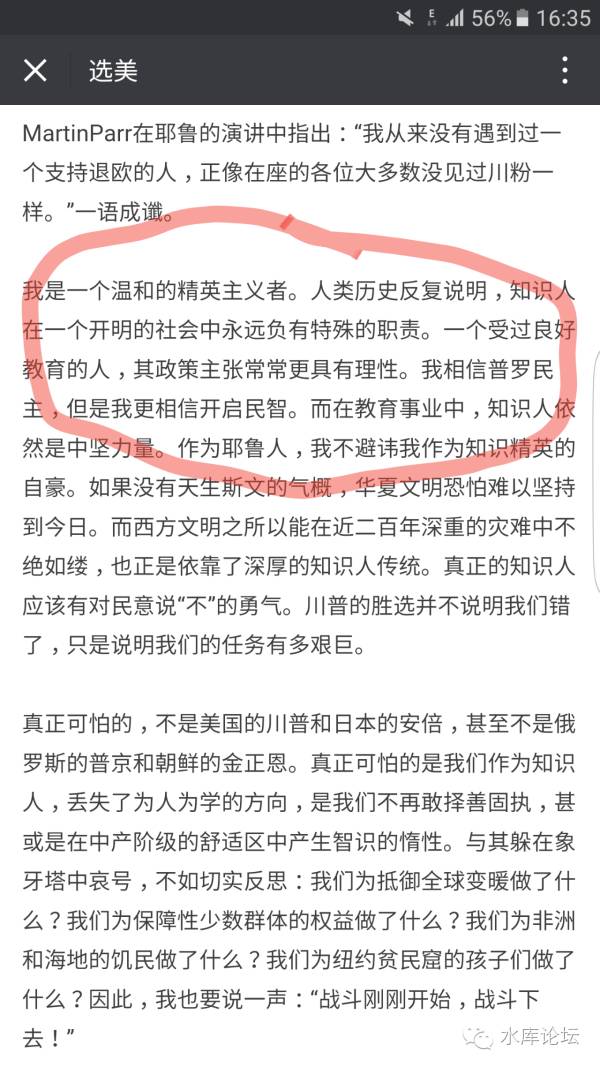 E
56%
16:35
选美
MartinParr在耶鲁的演讲中指出：“我从来没有遇到过一
个支持退欧的人，正像在座的各位大多数没见过川粉一
样。”一语成谶。
我是一个温和的精英主义者。人类历史反复说明，知识人
在一个开明的社会中永远负有特殊的职责。一个受过良好
教育的人，其政策主张常常更具有理性。我相信普罗民
主，但是我更相信开启民智。而在教育事业中，知识人依
然是中坚力量。作为耶鲁人，我不避讳我作为知识精英的
自豪。如果没有天生斯文的气概，华夏文明恐怕难以坚持
到今日。而西方文明之所以能在近二百年深重的灾难中不
绝如缕，也正是依靠了深厚的知识人传统。真正的知识人
应该有对民意说“不”的勇气。川普的胜选并不说明我们错
了，只是说明我们的任务有多艰巨。
真正可怕的，不是美国的川普和日本的安倍，甚至不是俄
罗斯的普京和朝鲜的金正恩。真正可怕的是我们作为知识
人，丢失了为人为学的方向，是我们不再敢择善固执，甚
或是在中产阶级的舒适区中产生智识的惰性。与其躲在象
牙塔中哀号，不如切实反思：我们为抵御全球变暖做了什
么？我们为保障性少数群体的权益做了什么？我们为非洲
和海地的饥民做了什么？我们为纽约贫民窟的孩子们做了
什么？因此，我也要说一声：“战斗刚刚开始，战斗下
去！”
水库论坛